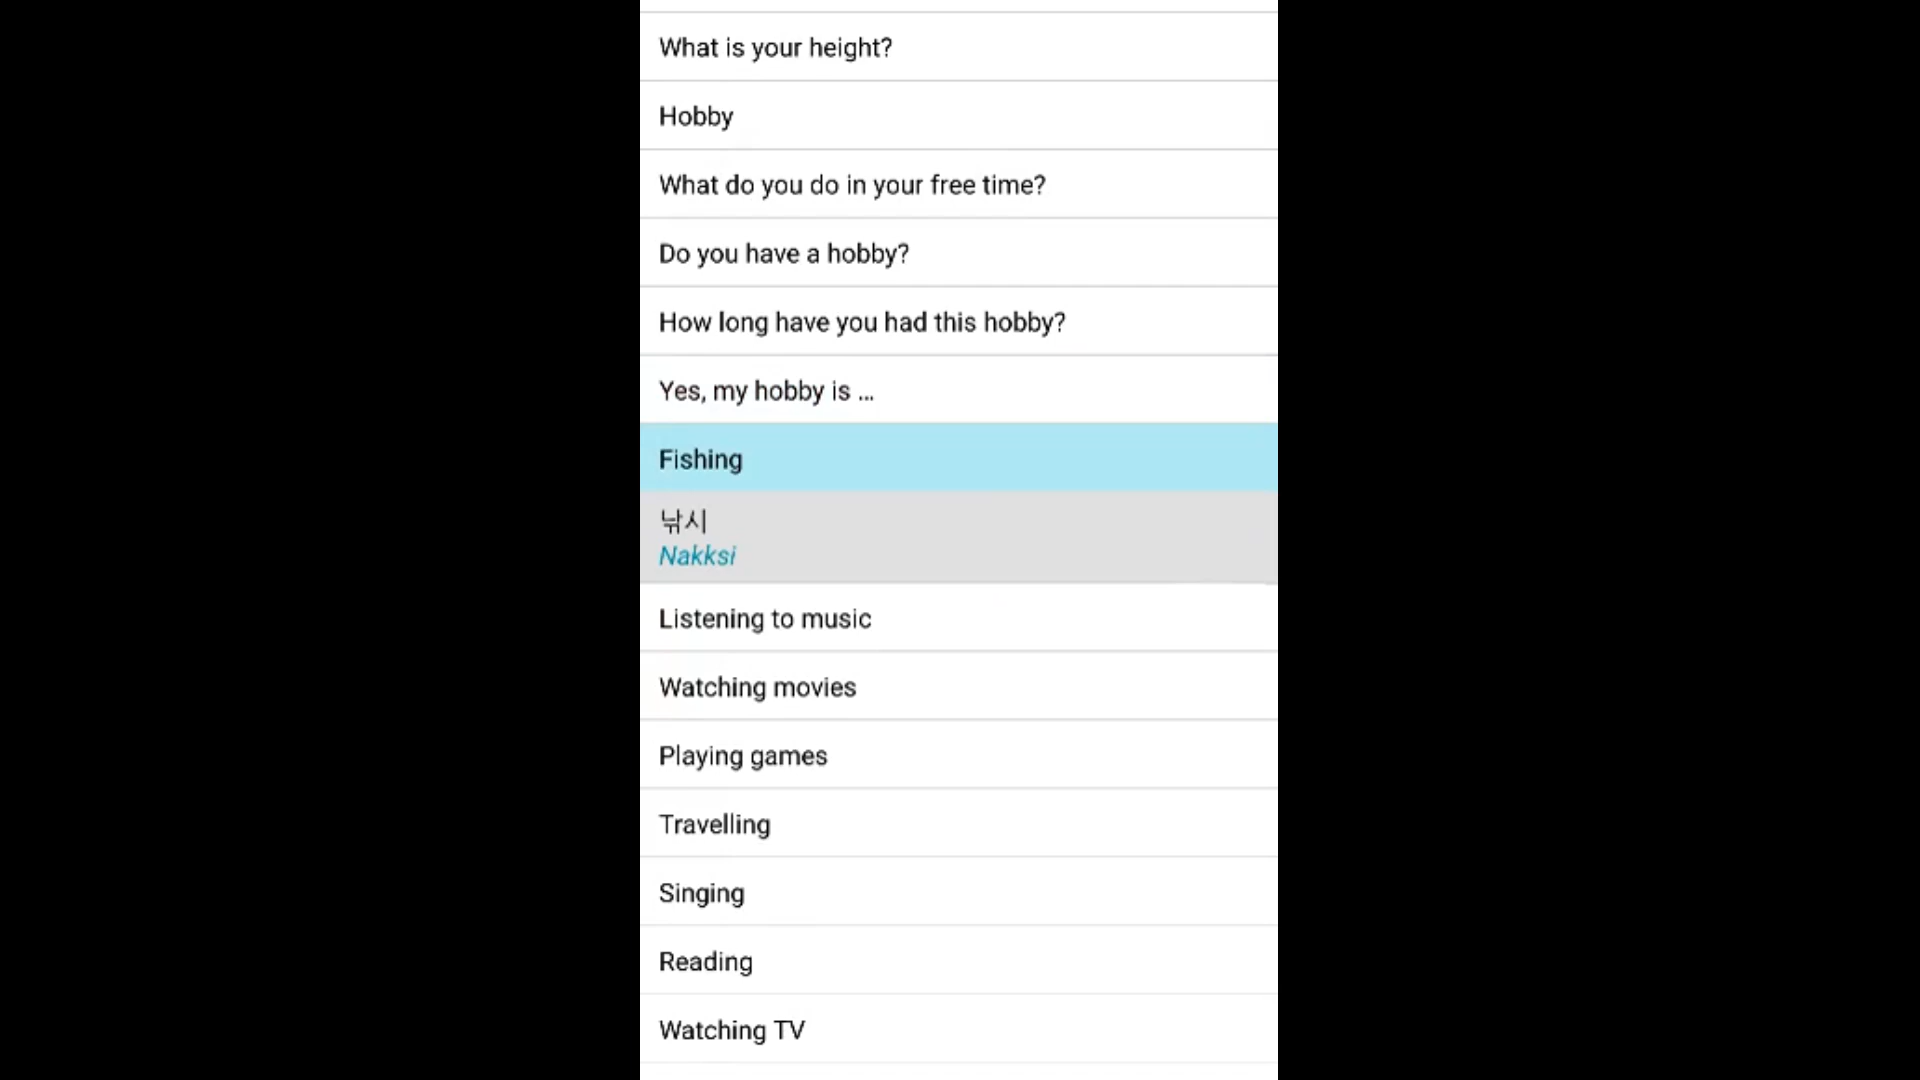 What is your height?
Hobby
What do you do in your free time?
Do you have a hobby?
How long have you had this hobby?
Yes, my hobby is ...
Fishing
낚시
Nakksi
Listening to music
Watching movies
Playing games
Travelling
Singing
Reading
Watching TV